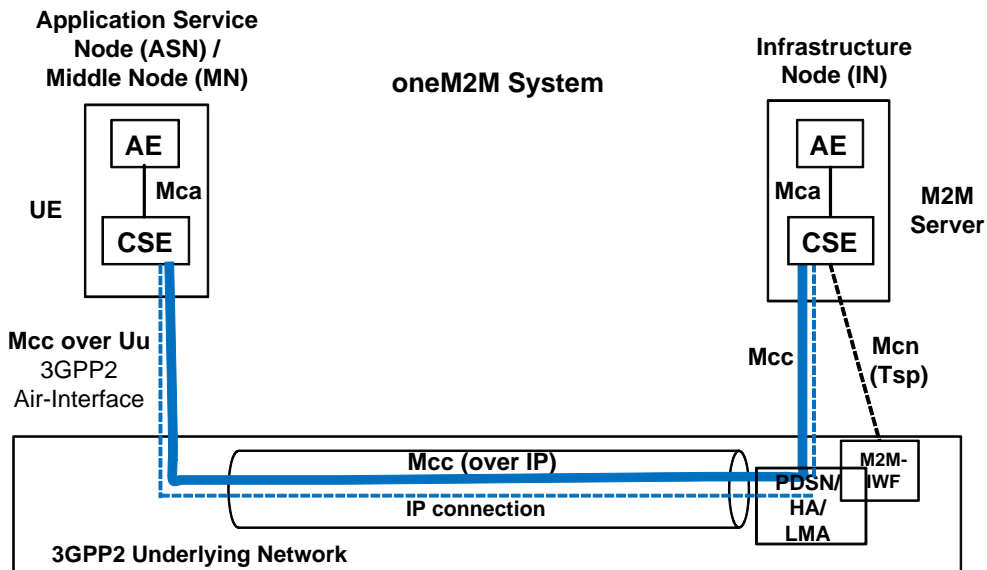 Application Service
Node (ASN) /
Middle Node (MN)
oneM2M System
Infrastructure
Node (IN)
AE
Mca
UE
CSE
AE
Mca
M2M
Server
CSE
Mcc over Uu
3GPP2
Air-Interface
Mcc
Mcn
(Tsp)
Mcc (over IP)
IP connection
M2M-
IWF
PDSN/
HA/
LMA
3GPP2 Underlying Network